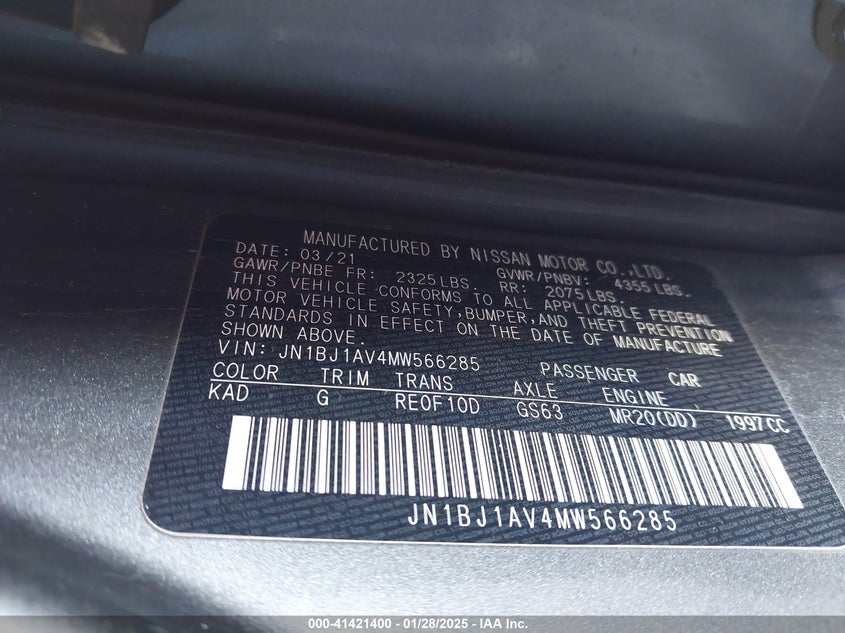 MANUFACTURED BY NISSAN MOTOR CO.,LTD.
DATE: 03/21 GVWR/PNBV: 4355 LBS.
GAWR/PNBE FR: 2325 LBS. RR: 2075 LBS.
THIS VEHICLE CONFORMS TO ALL APPLICABLE FEDERAL
MOTOR VEHICLE SAFETY, BUMPER, AND THEFT PREVENTION
STANDARDS IN EFFECT ON THE DATE OF MANUFACTURE
SHOWN ABOVE.
VIN: JN1BJ1AV4MW566285 PASSENGER CAR
COLOR TRIM TRANS AXLE ENGINE
KAD G RE0F10D GS63 MR20(DD) 1997CC
JN1BJ1AV4MW566285
000-41421400 - 01/28/2025 - IAA Inc.